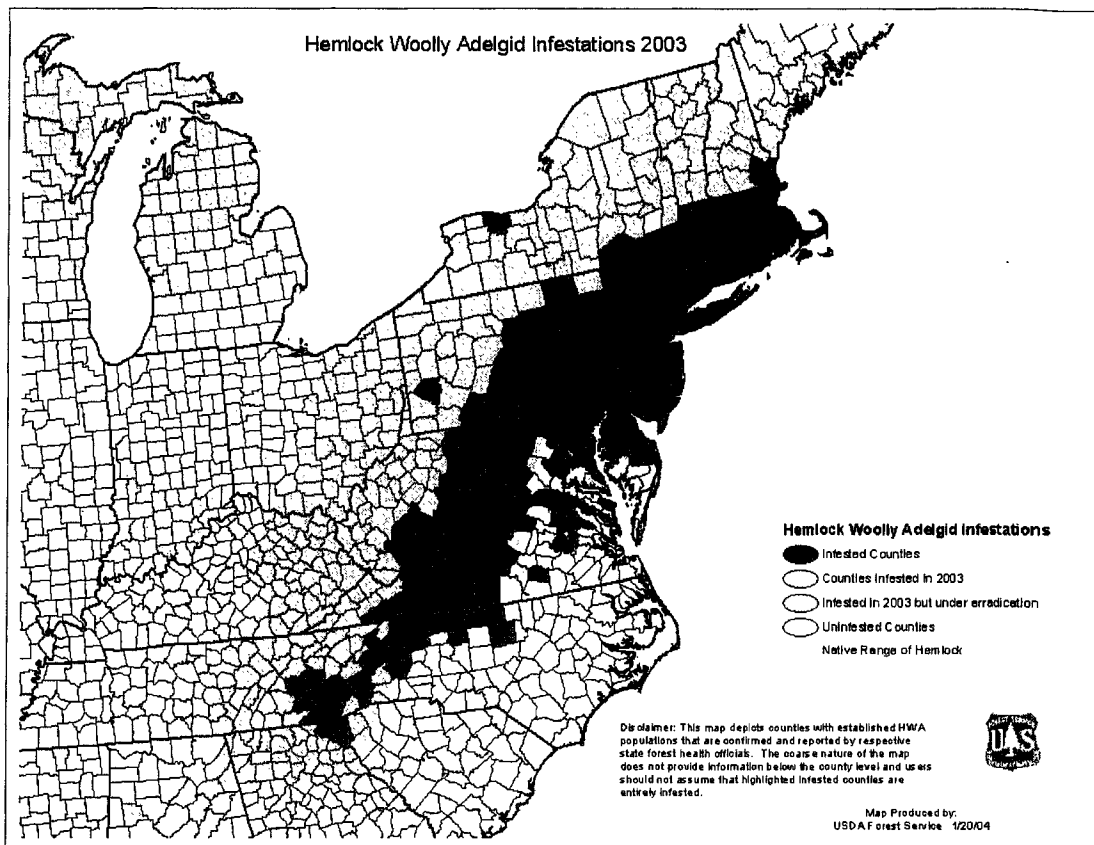 Hemlock Woolly Adelgid Infestations 2003
Hemlock Woolly Adelgid Infestations
Infested Counties
Counties Infested in 2003
Infested in 2003 but under erradication
Uninfested Counties
Native Range of Hemlock
Disclaimer: This map depicts counties with established HWA
populations that are confirmed and reported by respective
state forest health officials. The coarse nature of the map
does not provide information below the county level and users
should not assume that highlighted infested counties are
entirely infested.
U S
Map Produced by:
USDA Forest Service 1/20/04